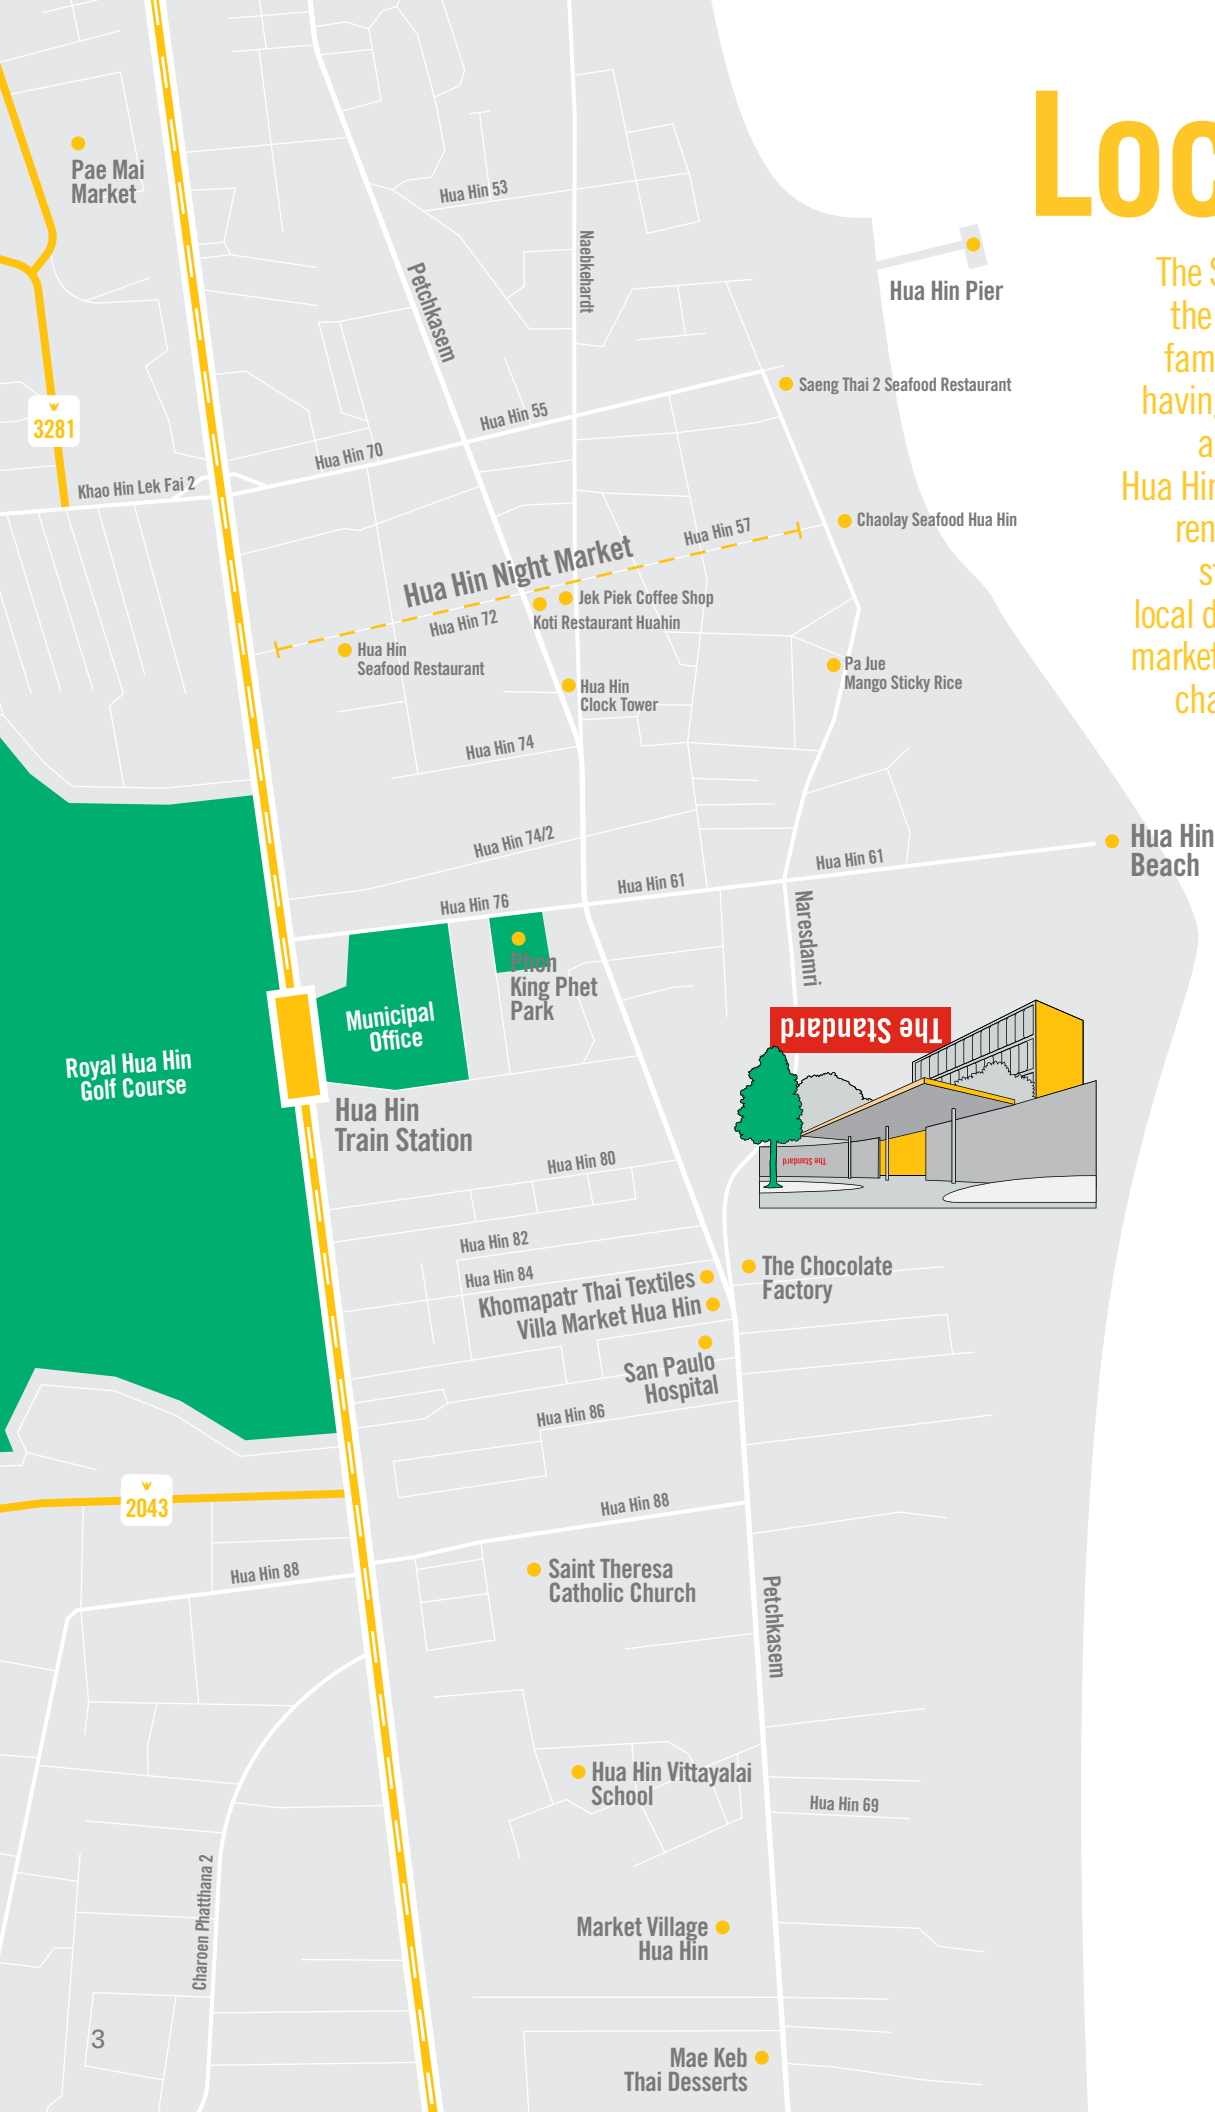 Pae Mai
Market
Hua Hin 53
Naebkehardt
Petchkasem
Hua Hin Pier
Loc
The S
the
fam
having
a
Hua Hin
ren
st
local d
market
cha
Saeng Thai 2 Seafood Restaurant
3281
Hua Hin 55
Hua Hin 70
Khao Hin Lek Fai 2
Chaolay Seafood Hua Hin
Hua Hin 57
Hua Hin Night Market
Jek Piek Coffee Shop
Koti Restaurant Huahin
Hua Hin 72
Hua Hin
Seafood Restaurant
Pa Jue
Mango Sticky Rice
Hua Hin
Clock Tower
Hua Hin 74
Hua Hin 74/2
Hua Hin
Beach
Hua Hin 61
Hua Hin 61
Hua Hin 76
Naresdamri
Phon
King Phet
Park
Municipal
Office
The Standard
Royal Hua Hin
Golf Course
Hua Hin
Train Station
The Standard
Hua Hin 80
Hua Hin 82
Hua Hin 84
The Chocolate
Factory
Khomapatr Thai Textiles
Villa Market Hua Hin
San Paulo
Hospital
Hua Hin 86
2043
Hua Hin 88
Hua Hin 88
Saint Theresa
Catholic Church
Petchkasem
Hua Hin Vittayalai
School
Hua Hin 69
Charoen Phatthana 2
Market Village
Hua Hin
3
Mae Keb
Thai Desserts